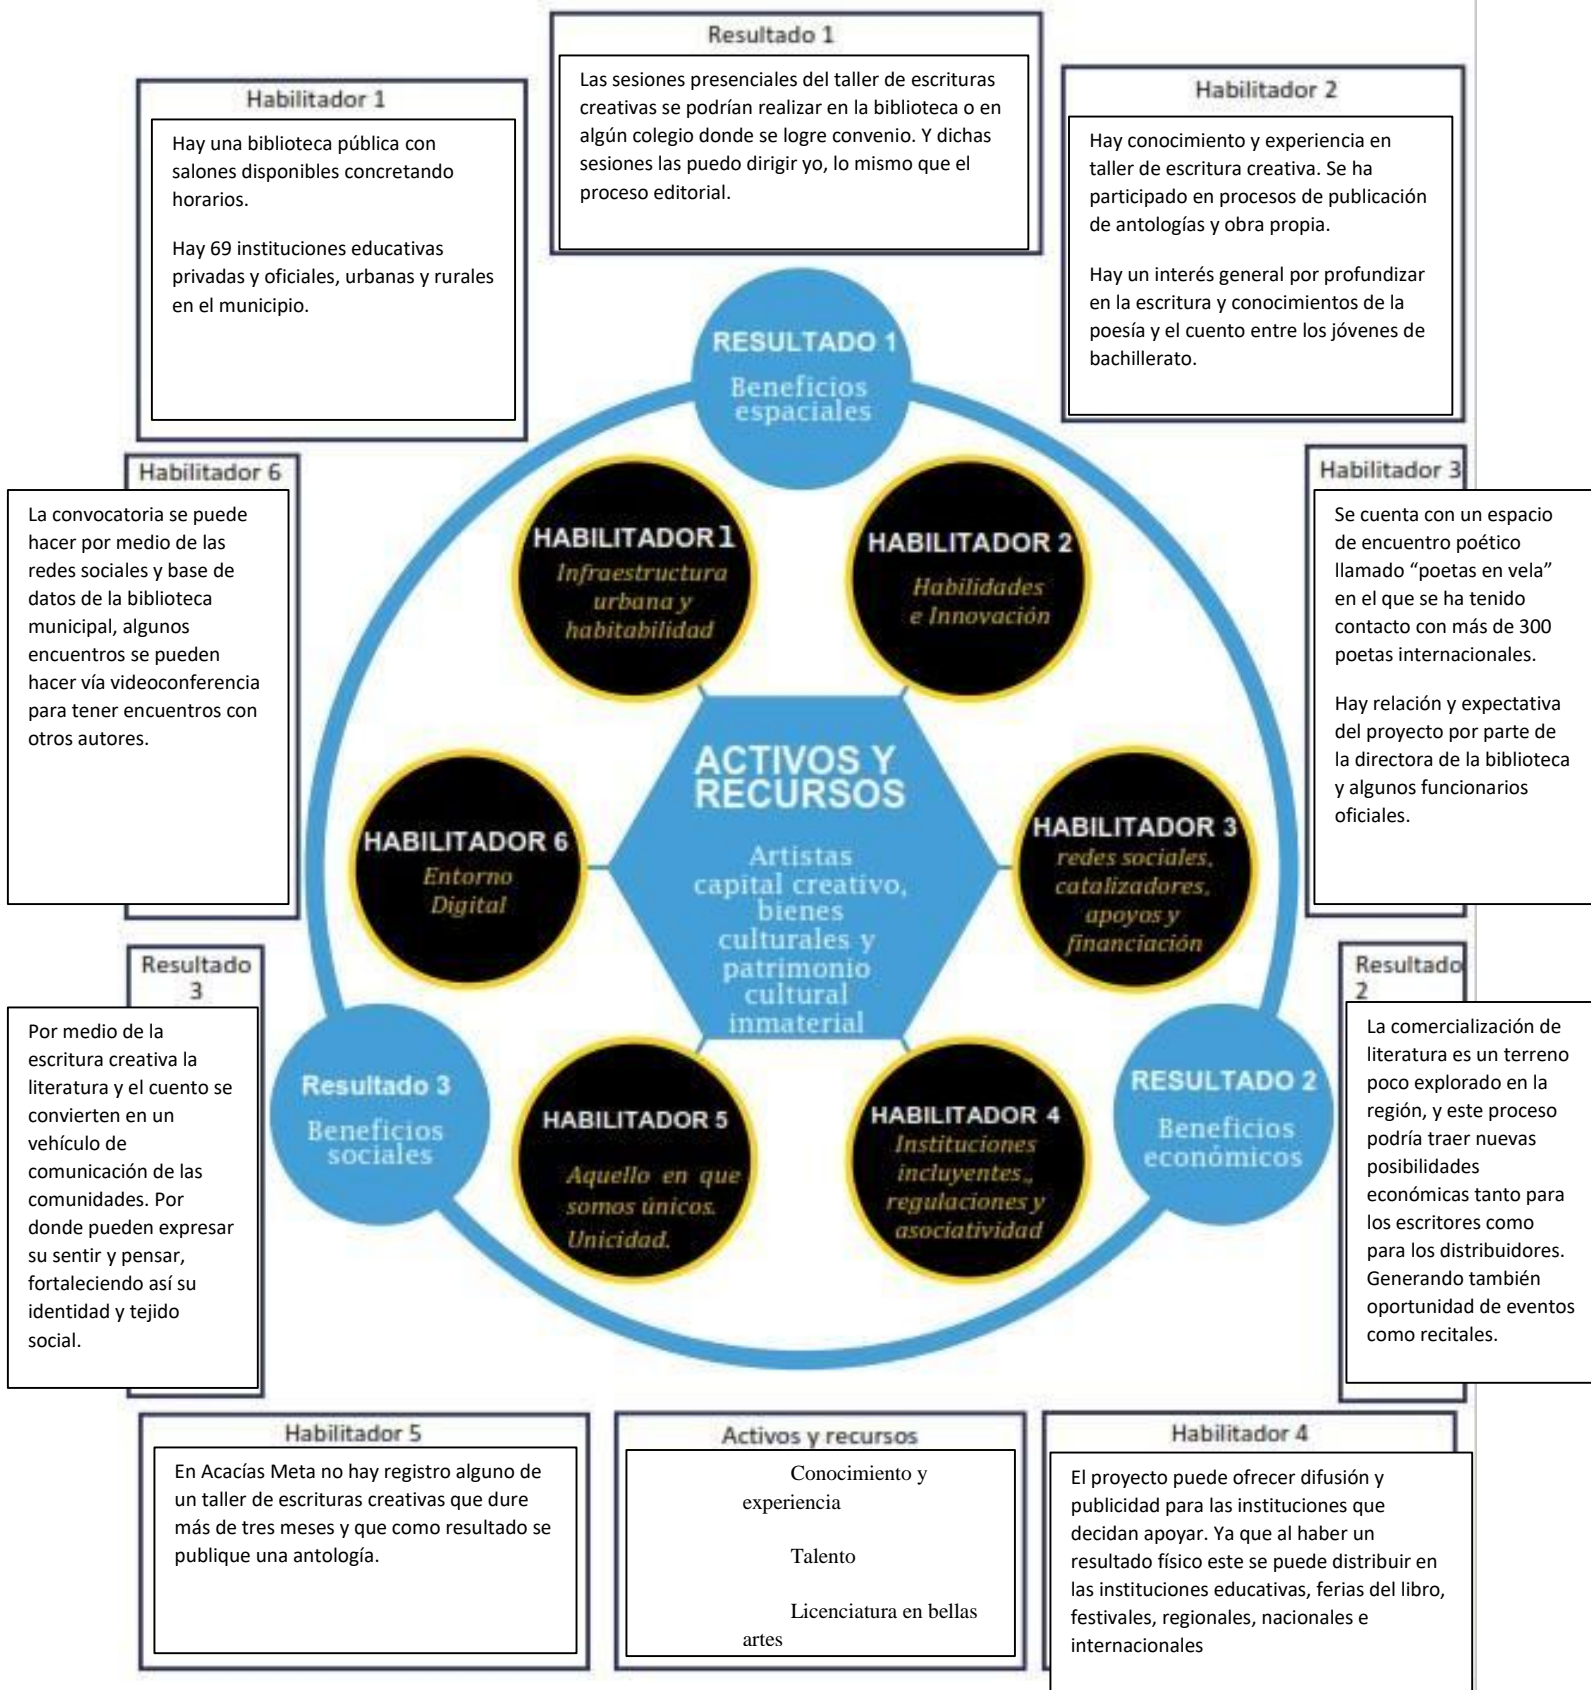 Resultado 1
Las sesiones presenciales del taller de escrituras
creativas se podrían realizar en la biblioteca o en
algún colegio donde se logre convenio. Y dichas
sesiones las puedo dirigir yo, lo mismo que el
proceso editorial.
Habilitador 1
Hay una biblioteca pública con
salones disponibles concretando
horarios.
Hay 69 instituciones educativas
privadas y oficiales, urbanas y rurales
en el municipio.
Habilitador 2
Hay conocimiento y experiencia en
taller de escritura creativa. Se ha
participado en procesos de publicación
de antologías y obra propia.
Hay un interés general por profundizar
en la escritura y conocimientos de la
poesía y el cuento entre los jóvenes de
bachillerato.
RESULTADO 1
Beneficios
espaciales
Habilitador 6
La convocatoria se puede
hacer por medio de las
redes sociales y base de
datos de la biblioteca
municipal, algunos
encuentros se pueden
hacer vía videoconferencia
para tener encuentros con
otros autores.
HABILITADOR 1
Infraestructura
urbana y
habitabilidad
HABILITADOR 2
Habilidades
e Innovación
Habilitador 3
Se cuenta con un espacio
de encuentro poético
llamado “poetas en vela”
en el que se ha tenido
contacto con más de 300
poetas internacionales.
Hay relación y expectativa
del proyecto por parte de
la directora de la biblioteca
y algunos funcionarios
oficiales.
ACTIVOS Y
RECURSOS
Artistas
capital creativo,
bienes
culturales y
patrimonio
cultural
inmaterial
HABILITADOR 6
Entorno
Digital
HABILITADOR 3
redes sociales,
catalizadores,
apoyos y
financiación
Resultado
3
Por medio de la
escritura creativa la
literatura y el cuento se
convierten en un
vehículo de
comunicación de las
comunidades. Por
donde pueden expresar
su sentir y pensar,
fortaleciendo así su
identidad y tejido
social.
Resultado 3
Beneficios
sociales
HABILITADOR 5
Aquello en que
somos únicos.
Unicidad.
HABILITADOR 4
Instituciones
incluyentes,,
regulaciones y
asociatividad
RESULTADO 2
Beneficios
económicos
Resultado
2
La comercialización de
literatura es un terreno
poco explorado en la
región, y este proceso
podría traer nuevas
posibilidades
económicas tanto para
los escritores como
para los distribuidores.
Generando también
oportunidad de eventos
como recitales.
Habilitador 5
En Acacías Meta no hay registro alguno de
un taller de escrituras creativas que dure
más de tres meses y que como resultado se
publique una antología.
Activos y recursos
Conocimiento y
experiencia
Talento
Licenciatura en bellas
artes
Habilitador 4
El proyecto puede ofrecer difusión y
publicidad para las instituciones que
decidan apoyar. Ya que al haber un
resultado físico este se puede distribuir en
las instituciones educativas, ferias del libro,
festivales, regionales, nacionales e
internacionales